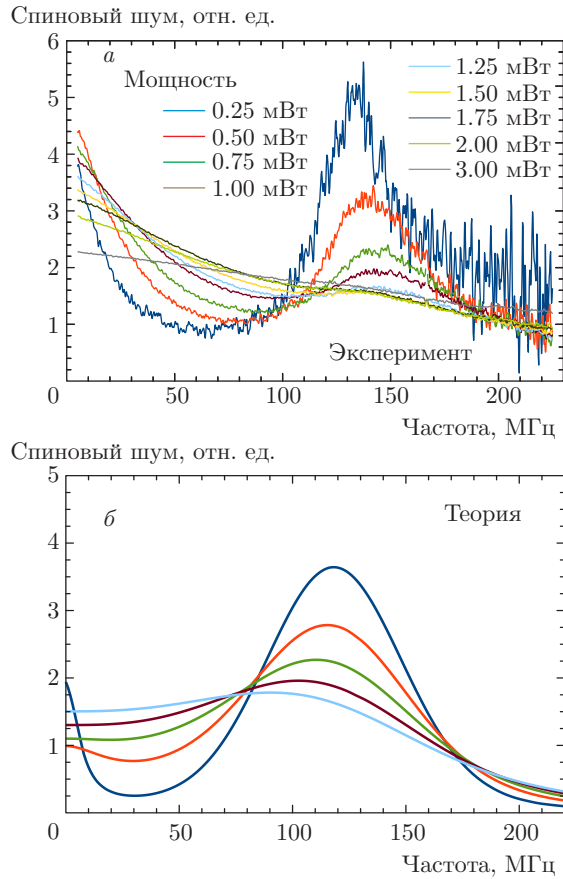 Спиновый шум, отн. ед.
6
5
4
3
2
1
0
а
Мощность
0.25 мВт
0.50 мВт
0.75 мВт
1.00 мВт
1.25 мВт
1.50 мВт
1.75 мВт
2.00 мВт
3.00 мВт
Эксперимент
50
100
150
200
Частота, МГц
Спиновый шум, отн. ед.
5
4
3
2
1
0
б
Теория
50
100
150
200
Частота, МГц